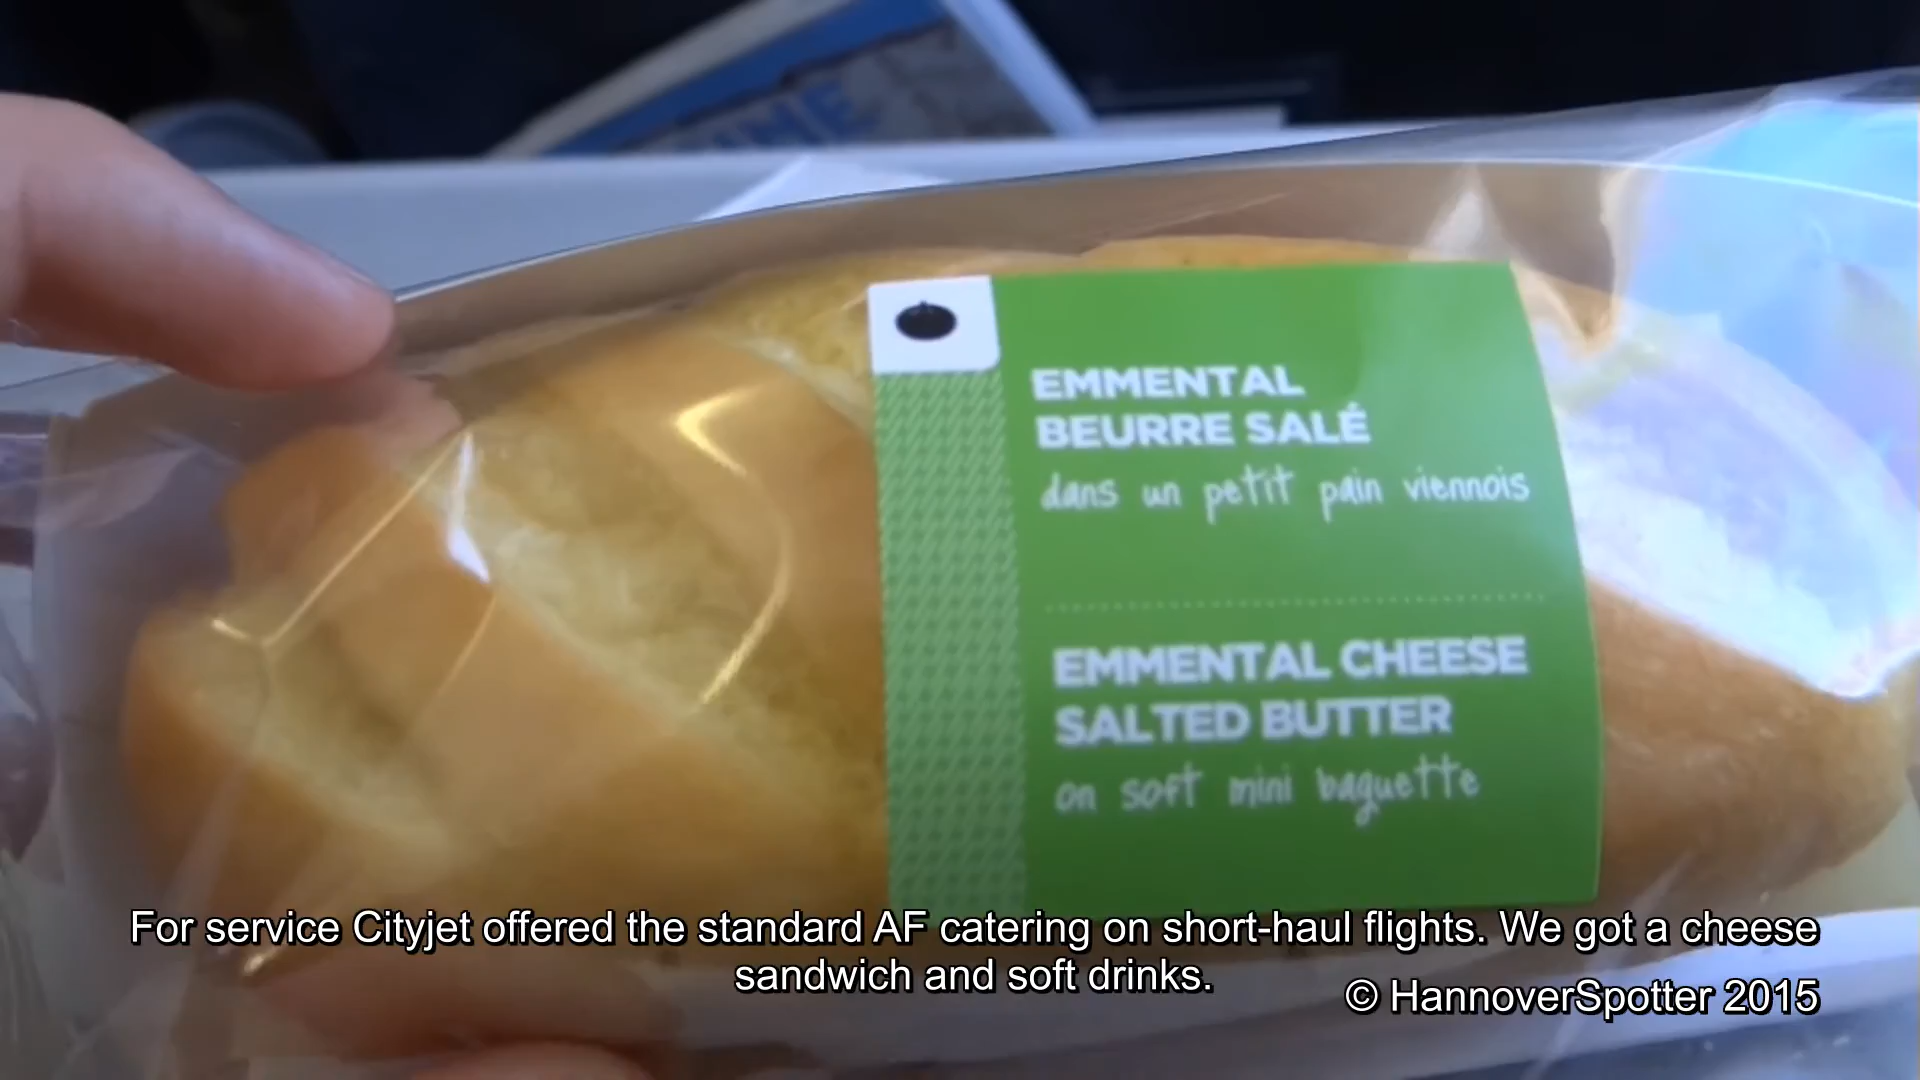 EMMENTAL
BEURRE SALÉ
dans un petit pain viennois
EMMENTAL CHEESE
SALTED BUTTER
on soft mini baguette
For service Cityjet offered the standard AF catering on short-haul flights. We got a cheese
sandwich and soft drinks.
© HannoverSpotter 2015